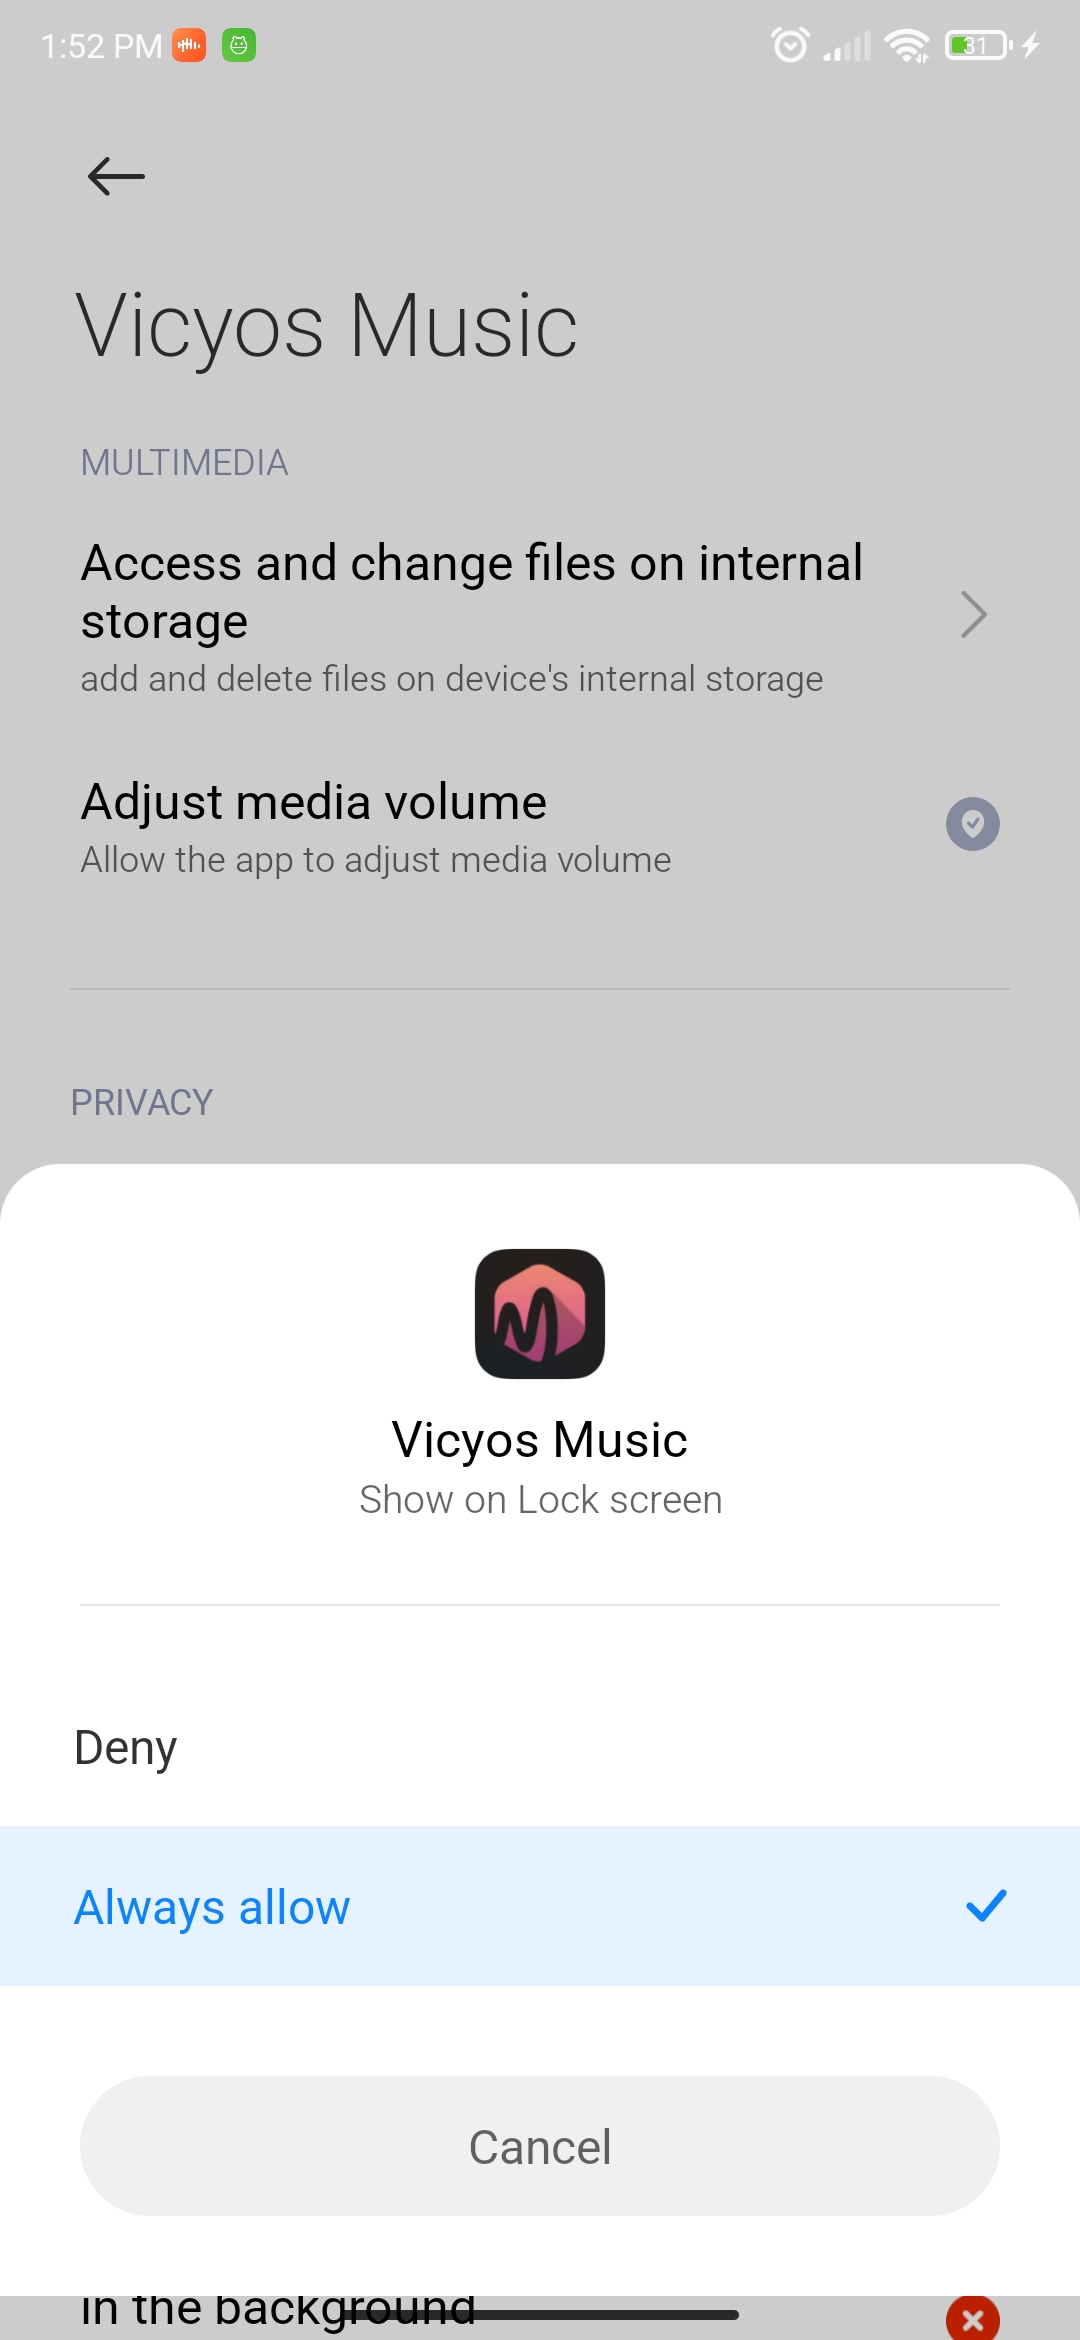 1:52 PM
31
Vicyos Music
MULTIMEDIA
Access and change files on internal
storage
add and delete files on device's internal storage
Adjust media volume
Allow the app to adjust media volume
PRIVACY
Vicyos Music
Show on Lock screen
Deny
Always allow
Cancel
in the background